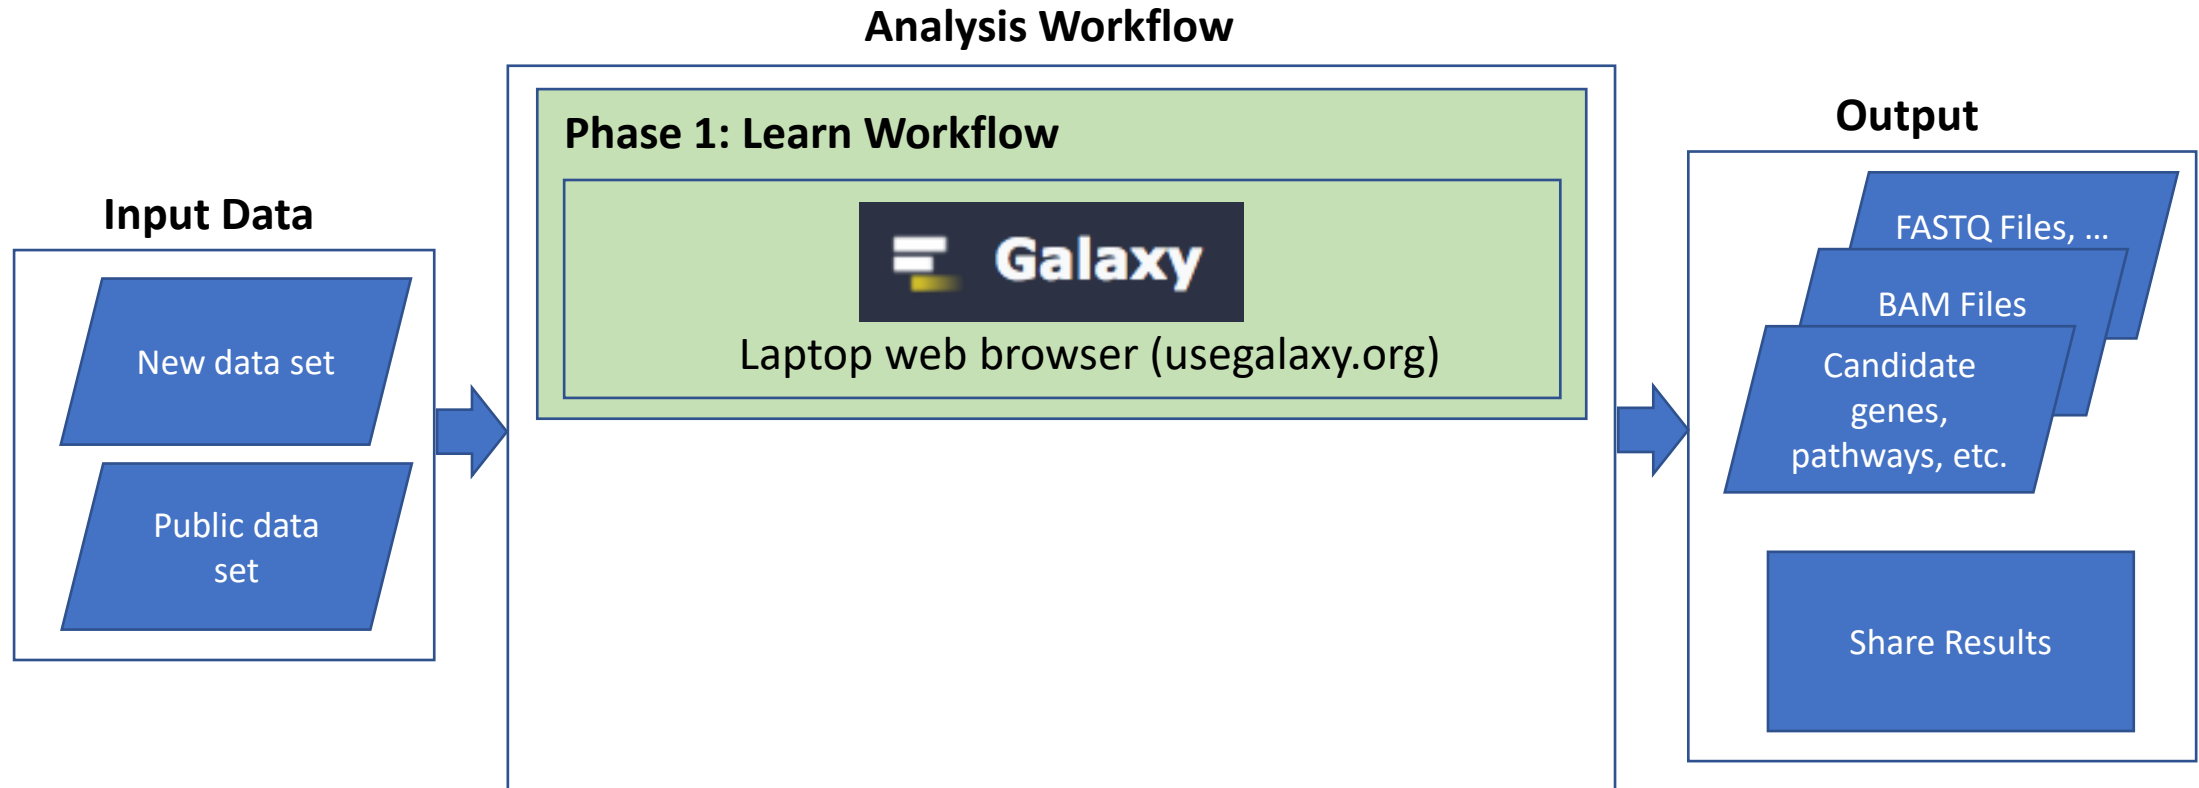 Analysis Workflow
Input Data
New data set
Public data
set
Phase 1: Learn Workflow
Galaxy
Laptop web browser (usegalaxy.org)
Output
FASTQ Files, ...
BAM Files
Candidate
genes,
pathways, etc.
Share Results